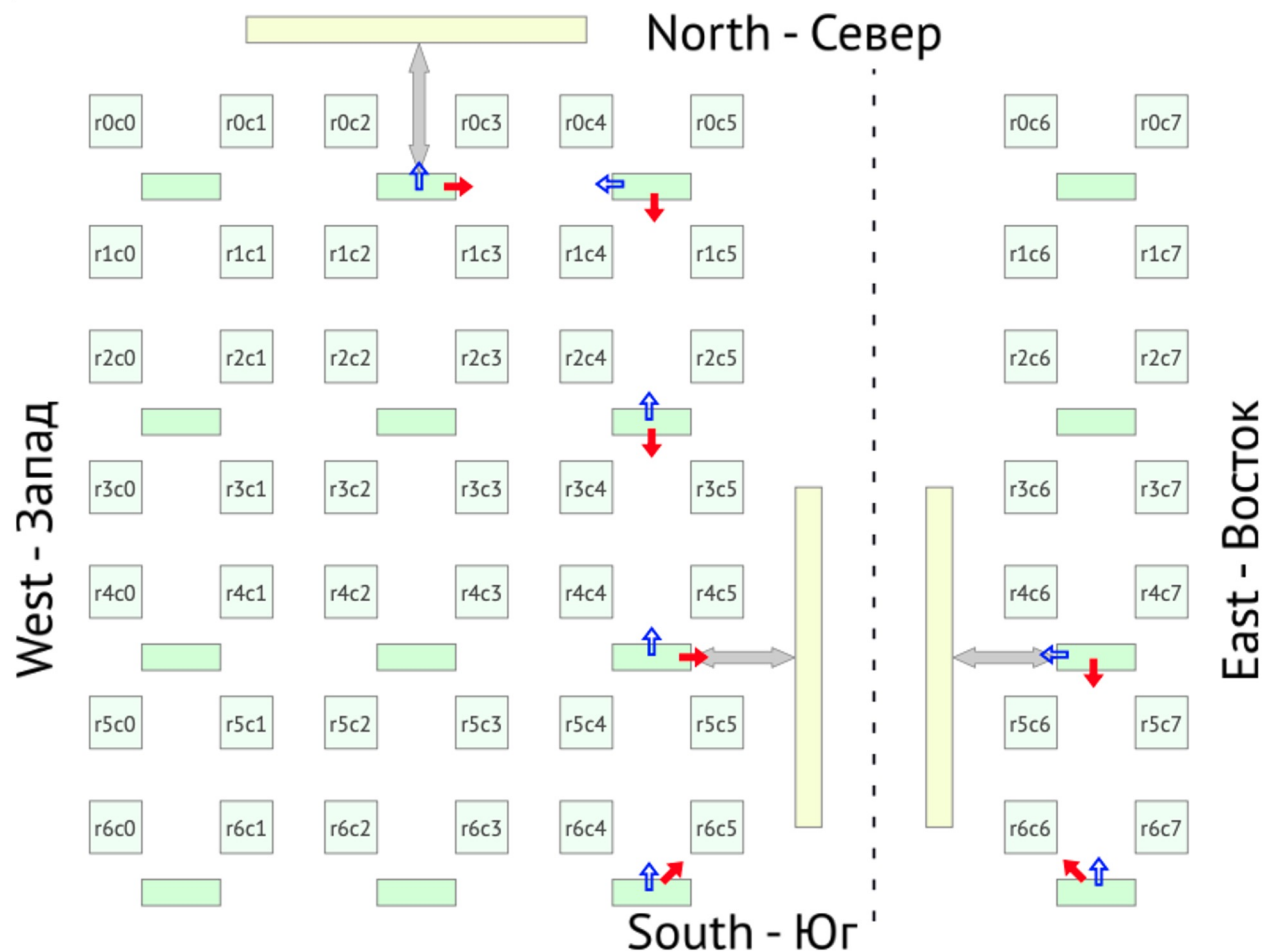 North - Север
r0c0 r0c1 r0c2 r0c3 r0c4 r0c5 r0c6 r0c7
r1c0 r1c1 r1c2 r1c3 r1c4 r1c5 r1c6 r1c7
r2c0 r2c1 r2c2 r2c3 r2c4 r2c5 r2c6 r2c7
West - Запад
East - Восток
r3c0 r3c1 r3c2 r3c3 r3c4 r3c5 r3c6 r3c7
r4c0 r4c1 r4c2 r4c3 r4c4 r4c5 r4c6 r4c7
r5c0 r5c1 r5c2 r5c3 r5c4 r5c5 r5c6 r5c7
r6c0 r6c1 r6c2 r6c3 r6c4 r6c5 r6c6 r6c7
South - Юг